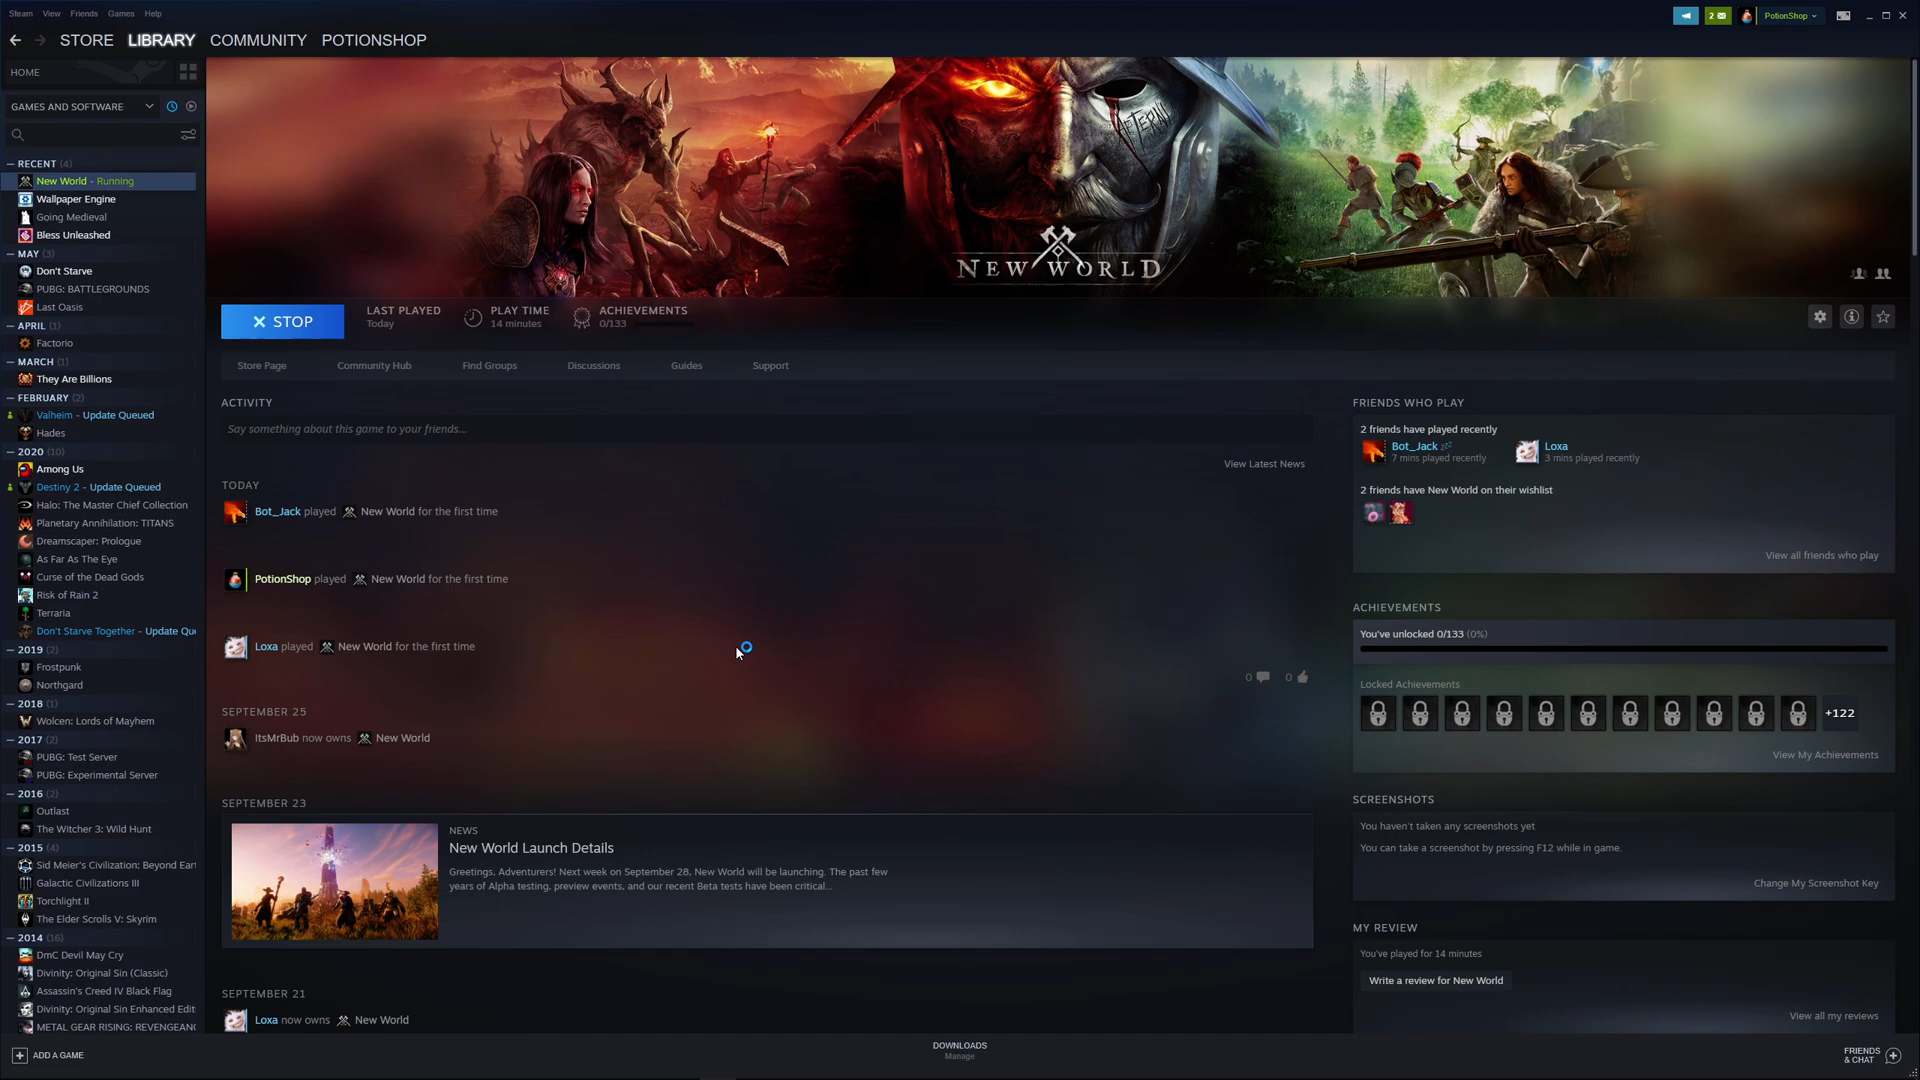 Steam View Friends Games Help
2
PotionShop
STORE LIBRARY COMMUNITY POTIONSHOP
HOME
GAMES AND SOFTWARE
— RECENT (4)
New World - Running
Wallpaper Engine
Going Medieval
Bless Unleashed
— MAY (3)
Don't Starve
PUBG: BATTLEGROUNDS
Last Oasis
— APRIL (1)
Factorio
— MARCH (1)
They Are Billions
— FEBRUARY (2)
Valheim - Update Queued
Hades
— 2020 (10)
Among Us
Destiny 2 - Update Queued
Halo: The Master Chief Collection
Planetary Annihilation: TITANS
Dreamscaper: Prologue
As Far As The Eye
Curse of the Dead Gods
Risk of Rain 2
Terraria
Don't Starve Together - Update Qu
— 2019 (2)
Frostpunk
Northgard
— 2018 (1)
Wolcen: Lords of Mayhem
— 2017 (2)
PUBG: Test Server
PUBG: Experimental Server
— 2016 (2)
Outlast
The Witcher 3: Wild Hunt
— 2015 (4)
Sid Meier's Civilization: Beyond Eart
Galactic Civilizations III
Torchlight II
The Elder Scrolls V: Skyrim
— 2014 (16)
DmC Devil May Cry
Divinity: Original Sin (Classic)
Assassin's Creed IV Black Flag
Divinity: Original Sin Enhanced Editi
METAL GEAR RISING: REVENGEANC
ADD A GAME
AETERNUM
NEW WORLD
STOP
LAST PLAYED
Today
PLAY TIME
14 minutes
ACHIEVEMENTS
0/133
Store Page Community Hub Find Groups Discussions Guides Support
ACTIVITY
Say something about this game to your friends...
View Latest News
TODAY
Bot_Jack played New World for the first time
PotionShop played New World for the first time
Loxa played New World for the first time
0 0
SEPTEMBER 25
ItsMrBub now owns New World
SEPTEMBER 23
NEWS
New World Launch Details
Greetings, Adventurers! Next week on September 28, New World will be launching. The past few
years of Alpha testing, preview events, and our recent Beta tests have been critical...
SEPTEMBER 21
Loxa now owns New World
FRIENDS WHO PLAY
2 friends have played recently
Bot_Jack zzz
7 mins played recently
Loxa
3 mins played recently
2 friends have New World on their wishlist
View all friends who play
ACHIEVEMENTS
You've unlocked 0/133 (0%)
Locked Achievements
+122
View My Achievements
SCREENSHOTS
You haven't taken any screenshots yet
You can take a screenshot by pressing F12 while in game.
Change My Screenshot Key
MY REVIEW
You've played for 14 minutes
Write a review for New World
View all my reviews
DOWNLOADS
Manage
FRIENDS
& CHAT